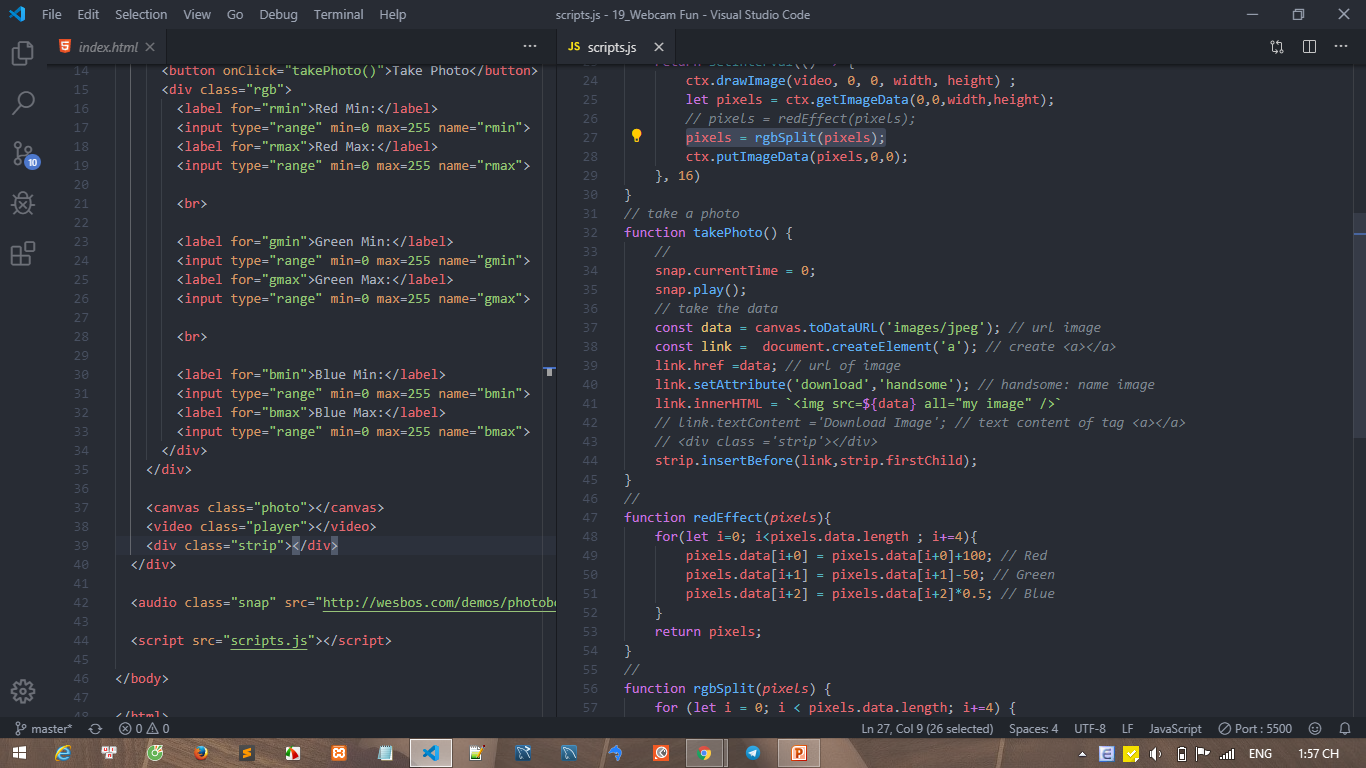 File Edit Selection View Go Debug Terminal Help
scripts.js - 19_Webcam Fun - Visual Studio Code
index.html
JS scripts.js
14 <button onClick="takePhoto()">Take Photo</button>
15 <div class="rgb">
16 <label for="rmin">Red Min:</label>
17 <input type="range" min=0 max=255 name="rmin">
18 <label for="rmax">Red Max:</label>
19 <input type="range" min=0 max=255 name="rmax">
20
21 <br>
22
23 <label for="gmin">Green Min:</label>
24 <input type="range" min=0 max=255 name="gmin">
25 <label for="gmax">Green Max:</label>
26 <input type="range" min=0 max=255 name="gmax">
27
28 <br>
29
30 <label for="bmin">Blue Min:</label>
31 <input type="range" min=0 max=255 name="bmin">
32 <label for="bmax">Blue Max:</label>
33 <input type="range" min=0 max=255 name="bmax">
34 </div>
35 </div>
36
37 <canvas class="photo"></canvas>
38 <video class="player"></video>
39 <div class="strip"></div>
40 </div>
41
42 <audio class="snap" src="http://wesbos.com/demos/photobo
43
44 <script src="scripts.js"></script>
45
46 </body>
47
48 </html>
24 ctx.drawImage(video, 0, 0, width, height) ;
25 let pixels = ctx.getImageData(0,0,width,height);
26 // pixels = redEffect(pixels);
27 pixels = rgbSplit(pixels);
28 ctx.putImageData(pixels,0,0);
29 }, 16)
30 }
31 // take a photo
32 function takePhoto() {
33 //
34 snap.currentTime = 0;
35 snap.play();
36 // take the data
37 const data = canvas.toDataURL('images/jpeg'); // url image
38 const link =  document.createElement('a'); // create <a></a>
39 link.href =data; // url of image
40 link.setAttribute('download','handsome'); // handsome: name image
41 link.innerHTML = `<img src=${data} all="my image" />`
42 // link.textContent ='Download Image'; // text content of tag <a></a>
43 // <div class ='strip'></div>
44 strip.insertBefore(link,strip.firstChild);
45 }
46 //
47 function redEffect(pixels){
48 for(let i=0; i<pixels.data.length ; i+=4){
49 pixels.data[i+0] = pixels.data[i+0]+100; // Red
50 pixels.data[i+1] = pixels.data[i+1]-50; // Green
51 pixels.data[i+2] = pixels.data[i+2]*0.5; // Blue
52 }
53 return pixels;
54 }
55 //
56 function rgbSplit(pixels) {
57 for (let i = 0; i < pixels.data.length; i+=4) {
10
master* 0 0
Ln 27, Col 9 (26 selected) Spaces: 4 UTF-8 LF JavaScript Port : 5500
ENG 1:57 CH